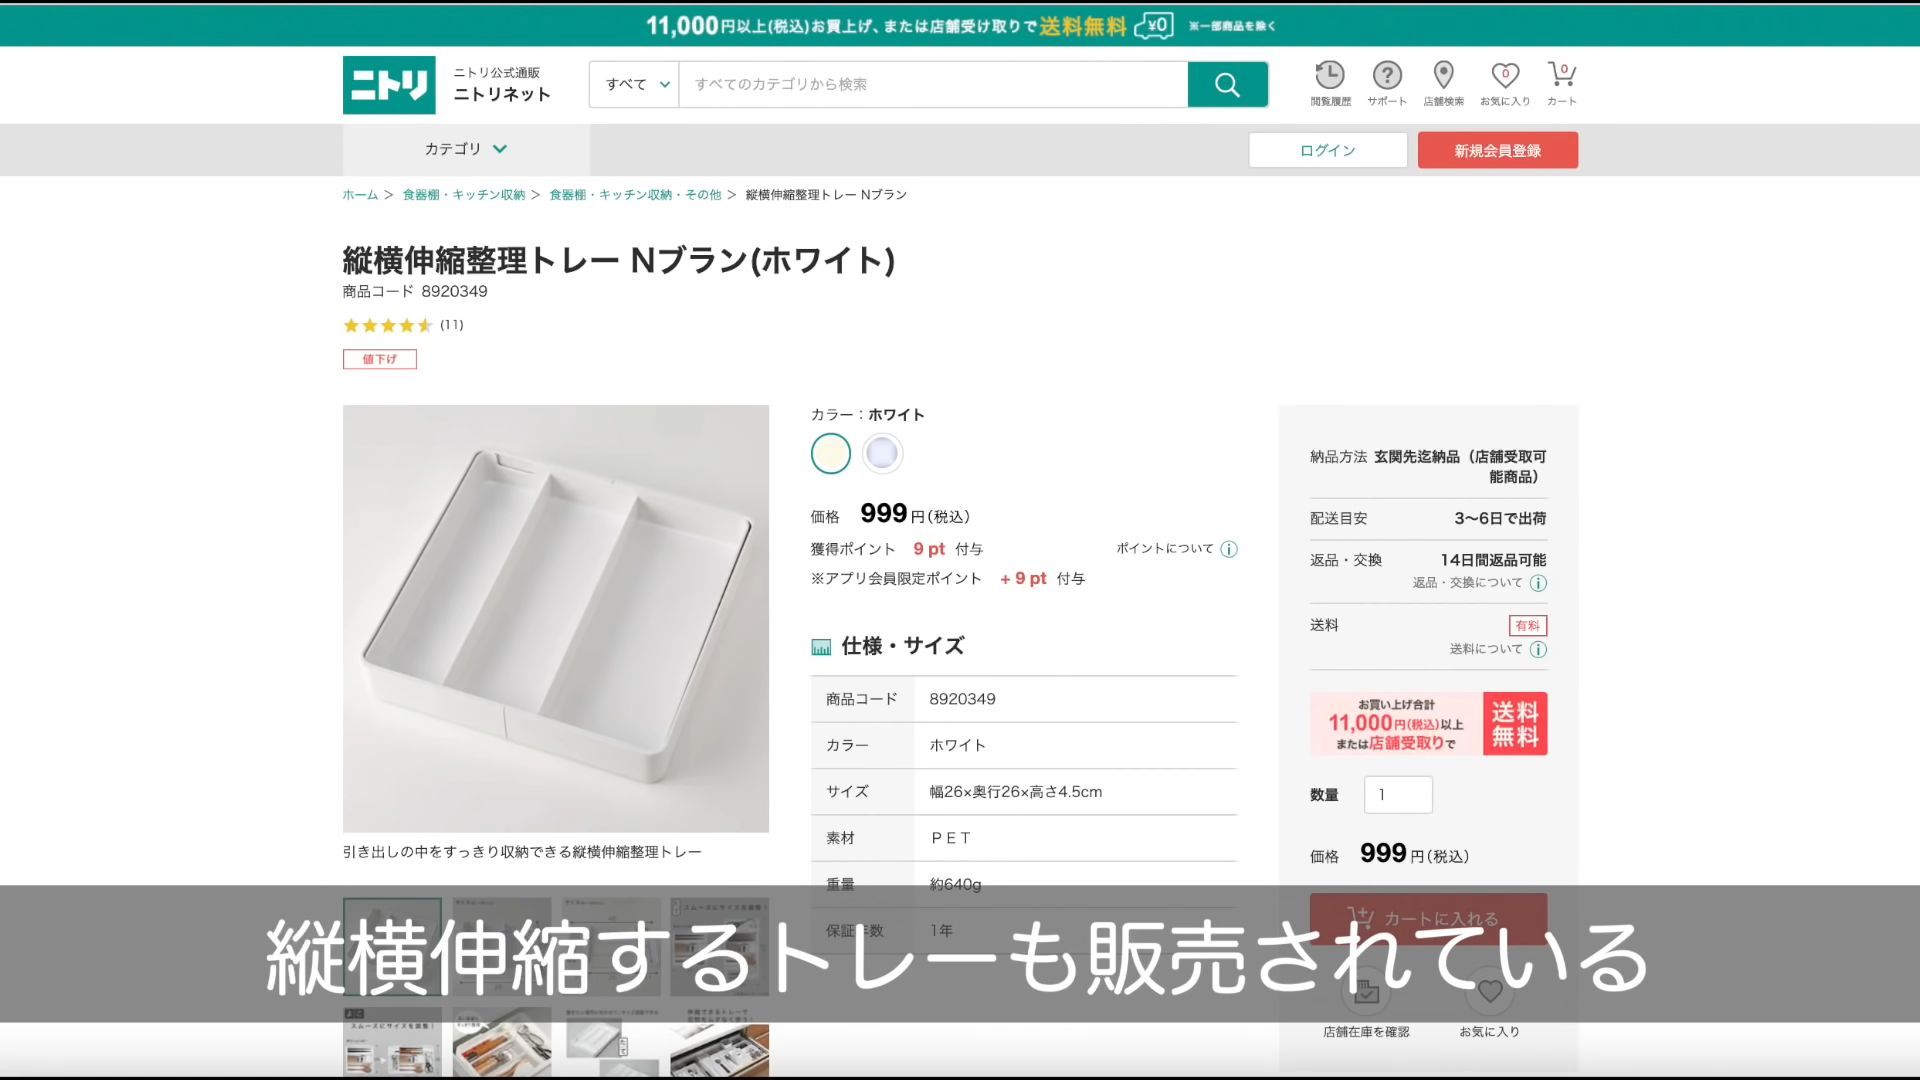 11,000円以上(税込)お買上げ、または店舗受け取りで送料無料 ¥0 ※一部商品を除く
ニトリ
ニトリ公式通販
ニトリネット
すべて
すべてのカテゴリから検索
閲覧履歴
サポート
店舗検索
0
お気に入り
0
カート
カテゴリ
ログイン
新規会員登録
ホーム > 食器棚・キッチン収納 > 食器棚・キッチン収納・その他 > 縦横伸縮整理トレー Nブラン
縦横伸縮整理トレー Nブラン(ホワイト)
商品コード 8920349
(11)
値下げ
引き出しの中をすっきり収納できる縦横伸縮整理トレー
カラー：ホワイト
価格 999円(税込)
獲得ポイント 9 pt 付与 ポイントについて
※アプリ会員限定ポイント + 9 pt 付与
仕様・サイズ
商品コード 8920349
カラー ホワイト
サイズ 幅26×奥行26×高さ4.5cm
素材 ＰＥＴ
重量 約640g
保証年数 1年
納品方法 玄関先迄納品（店舗受取可
能商品）
配送目安 3〜6日で出荷
返品・交換 14日間返品可能
返品・交換について
送料 有料
送料について
お買い上げ合計
11,000円(税込)以上
または店舗受取りで
送料
無料
数量 1
価格 999円(税込)
カートに入れる
縦横伸縮するトレーも販売されている
店舗在庫を確認
お気に入り
よこ
スムーズにサイズを調整！